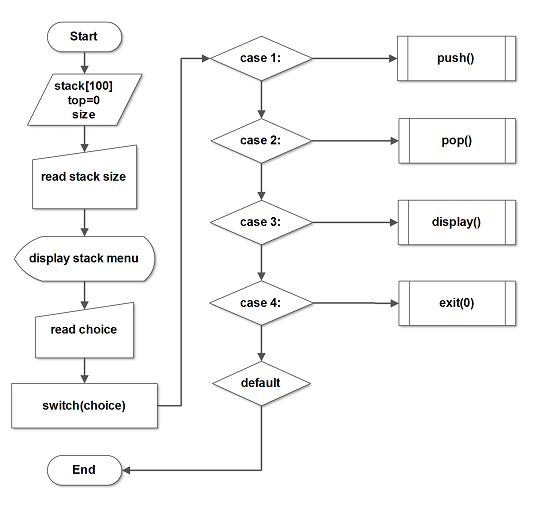 Start
stack[100]
top=0
size
read stack size
display stack menu
read choice
switch(choice)
End
case 1:
push()
case 2:
pop()
case 3:
display()
case 4:
exit(0)
default